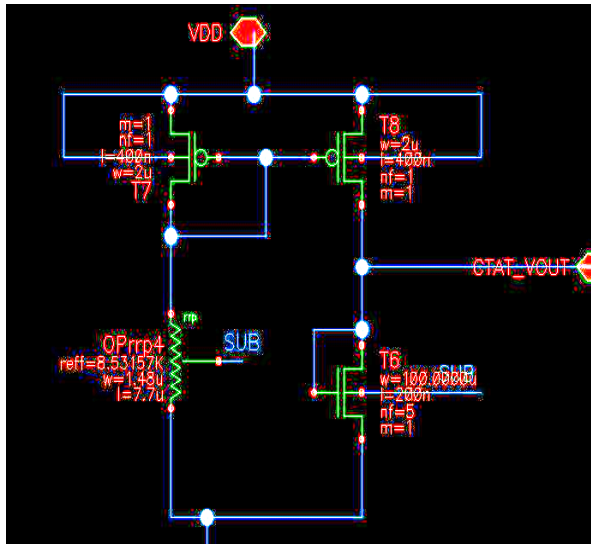 VDD
m=1
nf=1
l=400n
w=2u
T7
T8
w=2u
l=400n
nf=1
m=1
CTAT_VOUT
rrp
OPrrp4
reff=8.53157K
w=1.48u
l=7.7u
SUB
T6
w=100.0000u
SUB
l=200n
nf=5
m=1